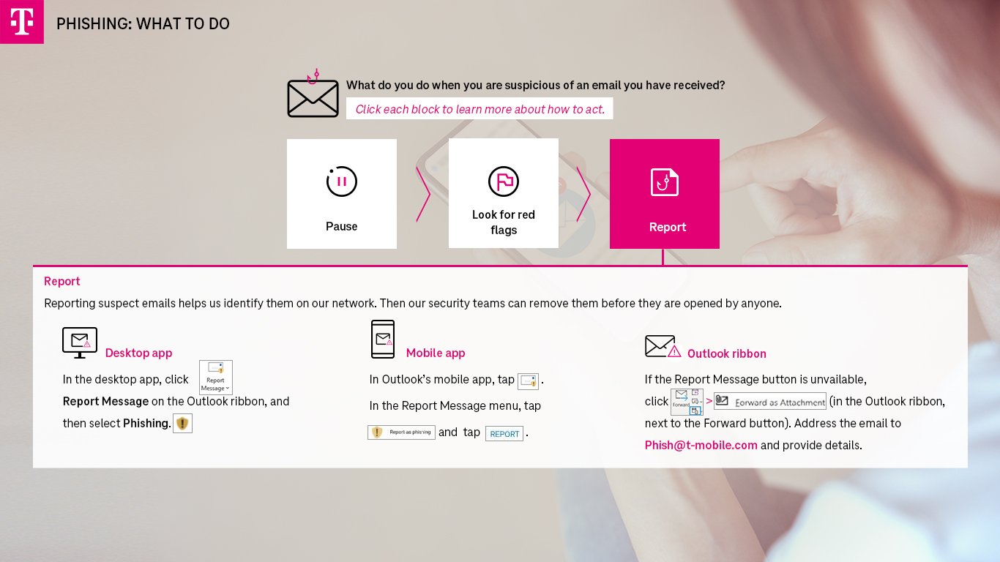 T
PHISHING: WHAT TO DO
What do you do when you are suspicious of an email you have received?
Click each block to learn more about how to act.
Pause
Look for red
flags
Report
Report
Reporting suspect emails helps us identify them on our network. Then our security teams can remove them before they are opened by anyone.
Desktop app
In the desktop app, click Report Message
Report Message on the Outlook ribbon, and
then select Phishing.
Mobile app
In Outlook's mobile app, tap .
In the Report Message menu, tap
Report as phishing and tap REPORT .
Outlook ribbon
If the Report Message button is unvailable,
click Forward > Forward as Attachment (in the Outlook ribbon,
next to the Forward button). Address the email to
Phish@t-mobile.com and provide details.